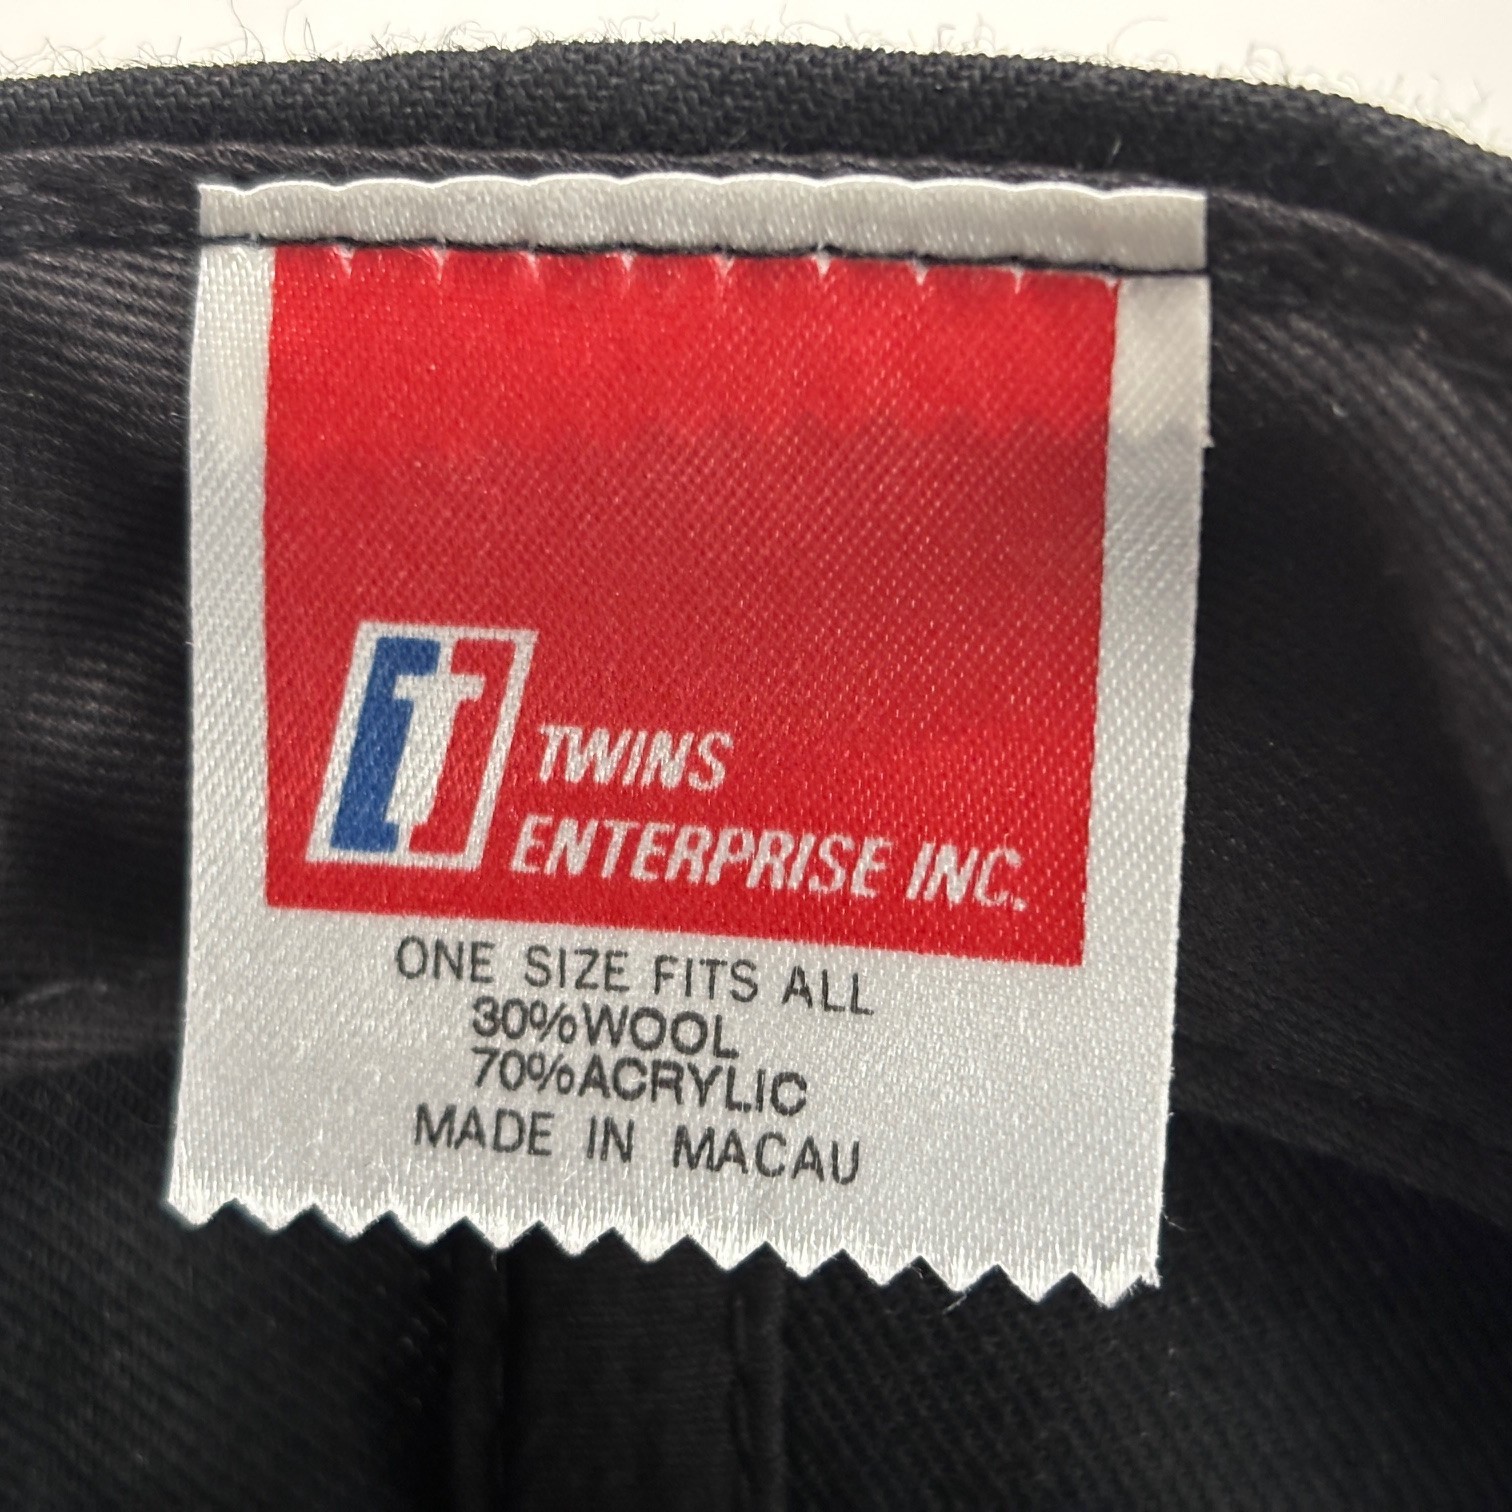 TWINS
ENTERPRISE INC.
ONE SIZE FITS ALL
30%WOOL
70%ACRYLIC
MADE IN MACAU